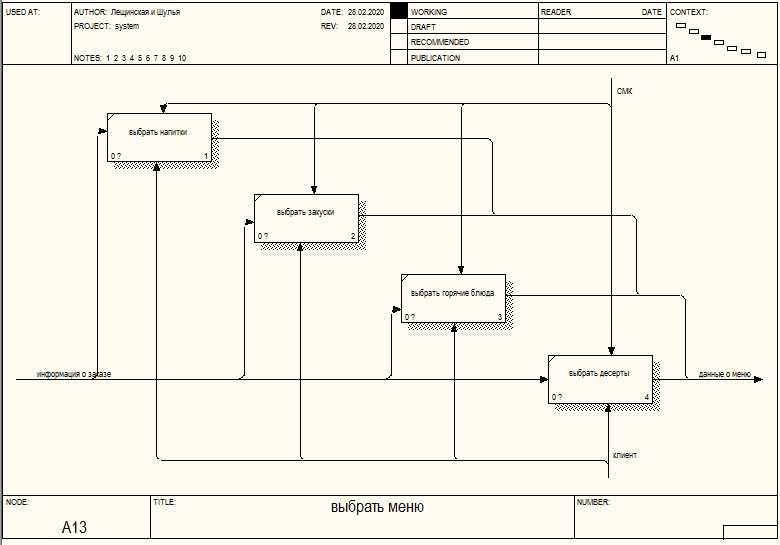 USED AT:
AUTHOR: Лещинская и Шулья
DATE: 28.02.2020
PROJECT: system
REV: 28.02.2020
NOTES: 1 2 3 4 5 6 7 8 9 10
WORKING
DRAFT
RECOMMENDED
PUBLICATION
READER DATE
CONTEXT:
A1
СМК
выбрать напитки
0 ? 1
выбрать закуски
0 ? 2
выбрать горячие блюда
0 ? 3
информация о заказе
выбрать десерты
0 ? 4
данные о меню
клиент
NODE:
A13
TITLE:
выбрать меню
NUMBER: